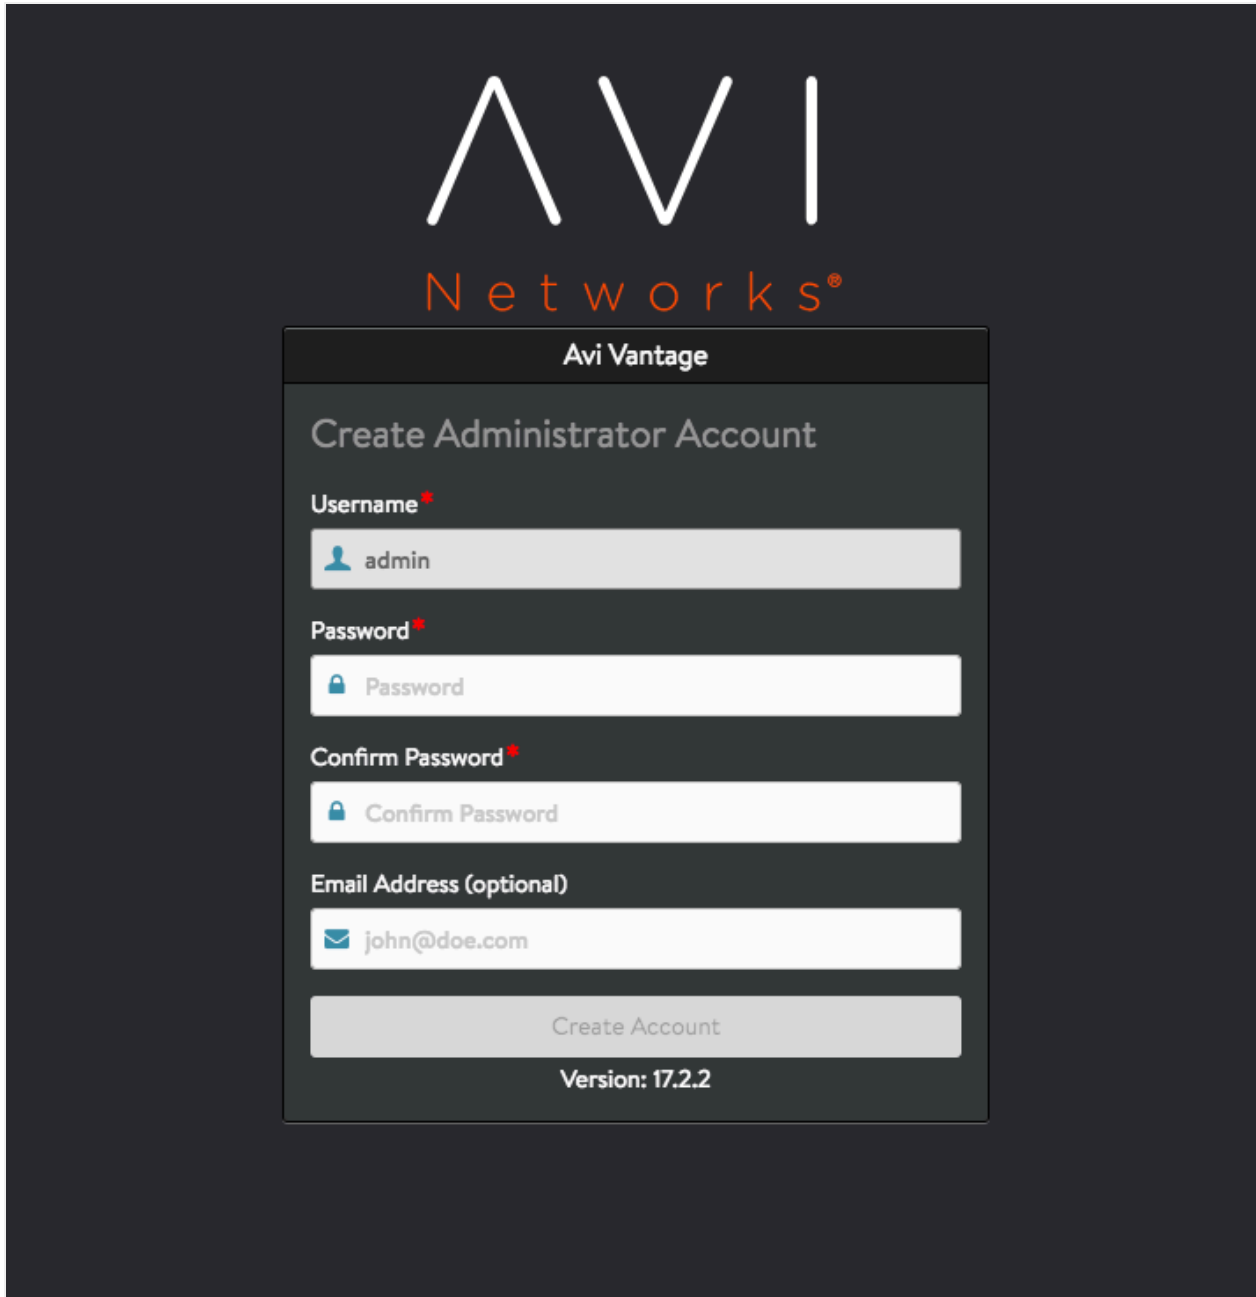 AVI
Networks®
Avi Vantage
Create Administrator Account
Username*
admin
Password*
Password
Confirm Password*
Confirm Password
Email Address (optional)
john@doe.com
Create Account
Version: 17.2.2